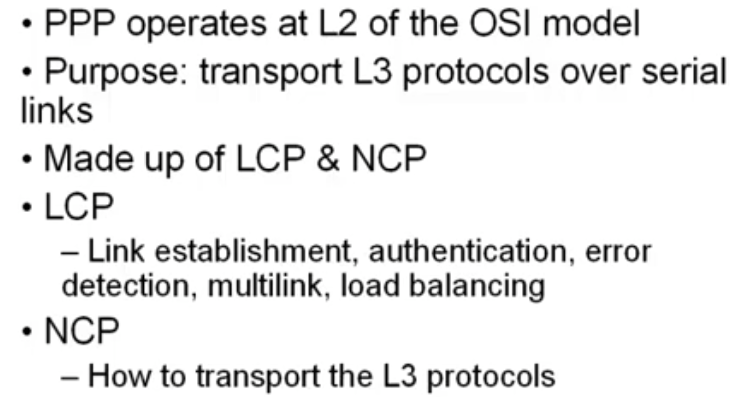 • PPP operates at L2 of the OSI model
• Purpose: transport L3 protocols over serial
links
• Made up of LCP & NCP
• LCP
– Link establishment, authentication, error
detection, multilink, load balancing
• NCP
– How to transport the L3 protocols